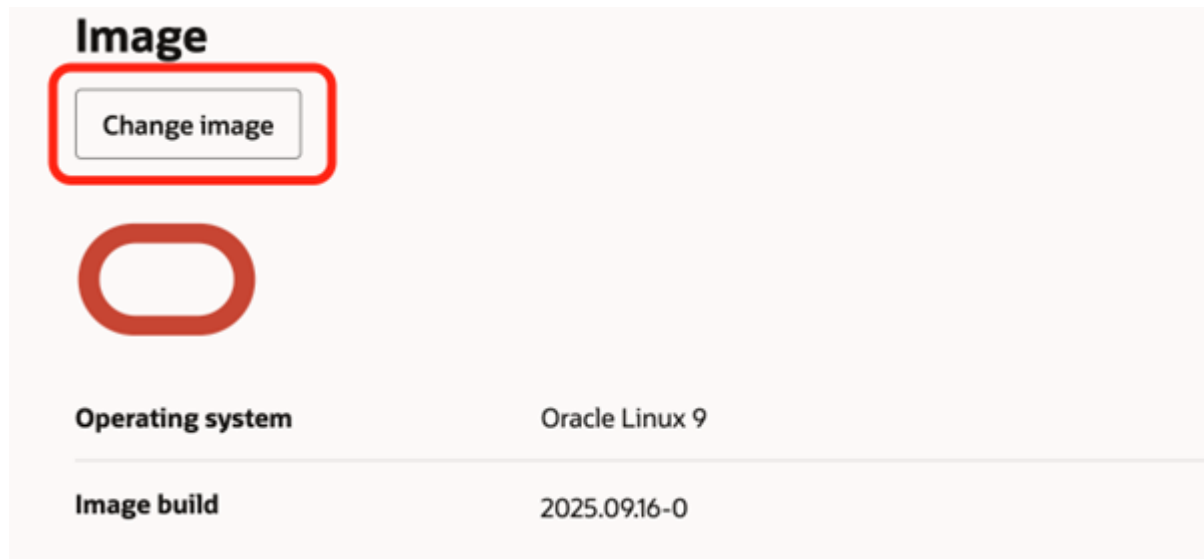 Image
Change image
Operating system Oracle Linux 9
Image build 2025.09.16-0